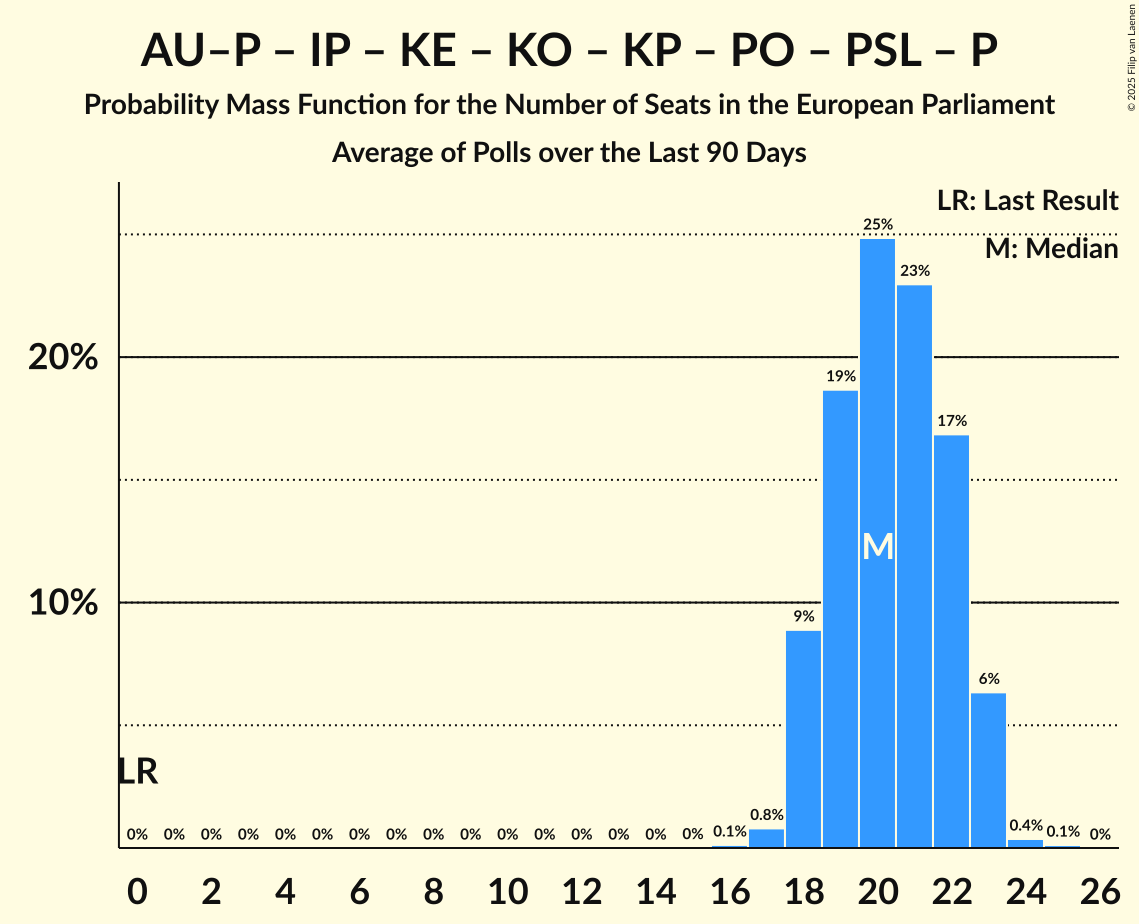 AU–P – IP – KE – KO – KP – PO – PSL – P
Probability Mass Function for the Number of Seats in the European Parliament
Average of Polls over the Last 90 Days
© 2025 Filip van Laenen
LR: Last Result
M: Median
25%
23%
20%
19%
17%
M
10%
9%
6%
LR
0% 0% 0% 0% 0% 0% 0% 0% 0% 0% 0% 0% 0% 0% 0% 0% 0.1% 0.8% 0.4% 0.1% 0%
0 2 4 6 8 10 12 14 16 18 20 22 24 26